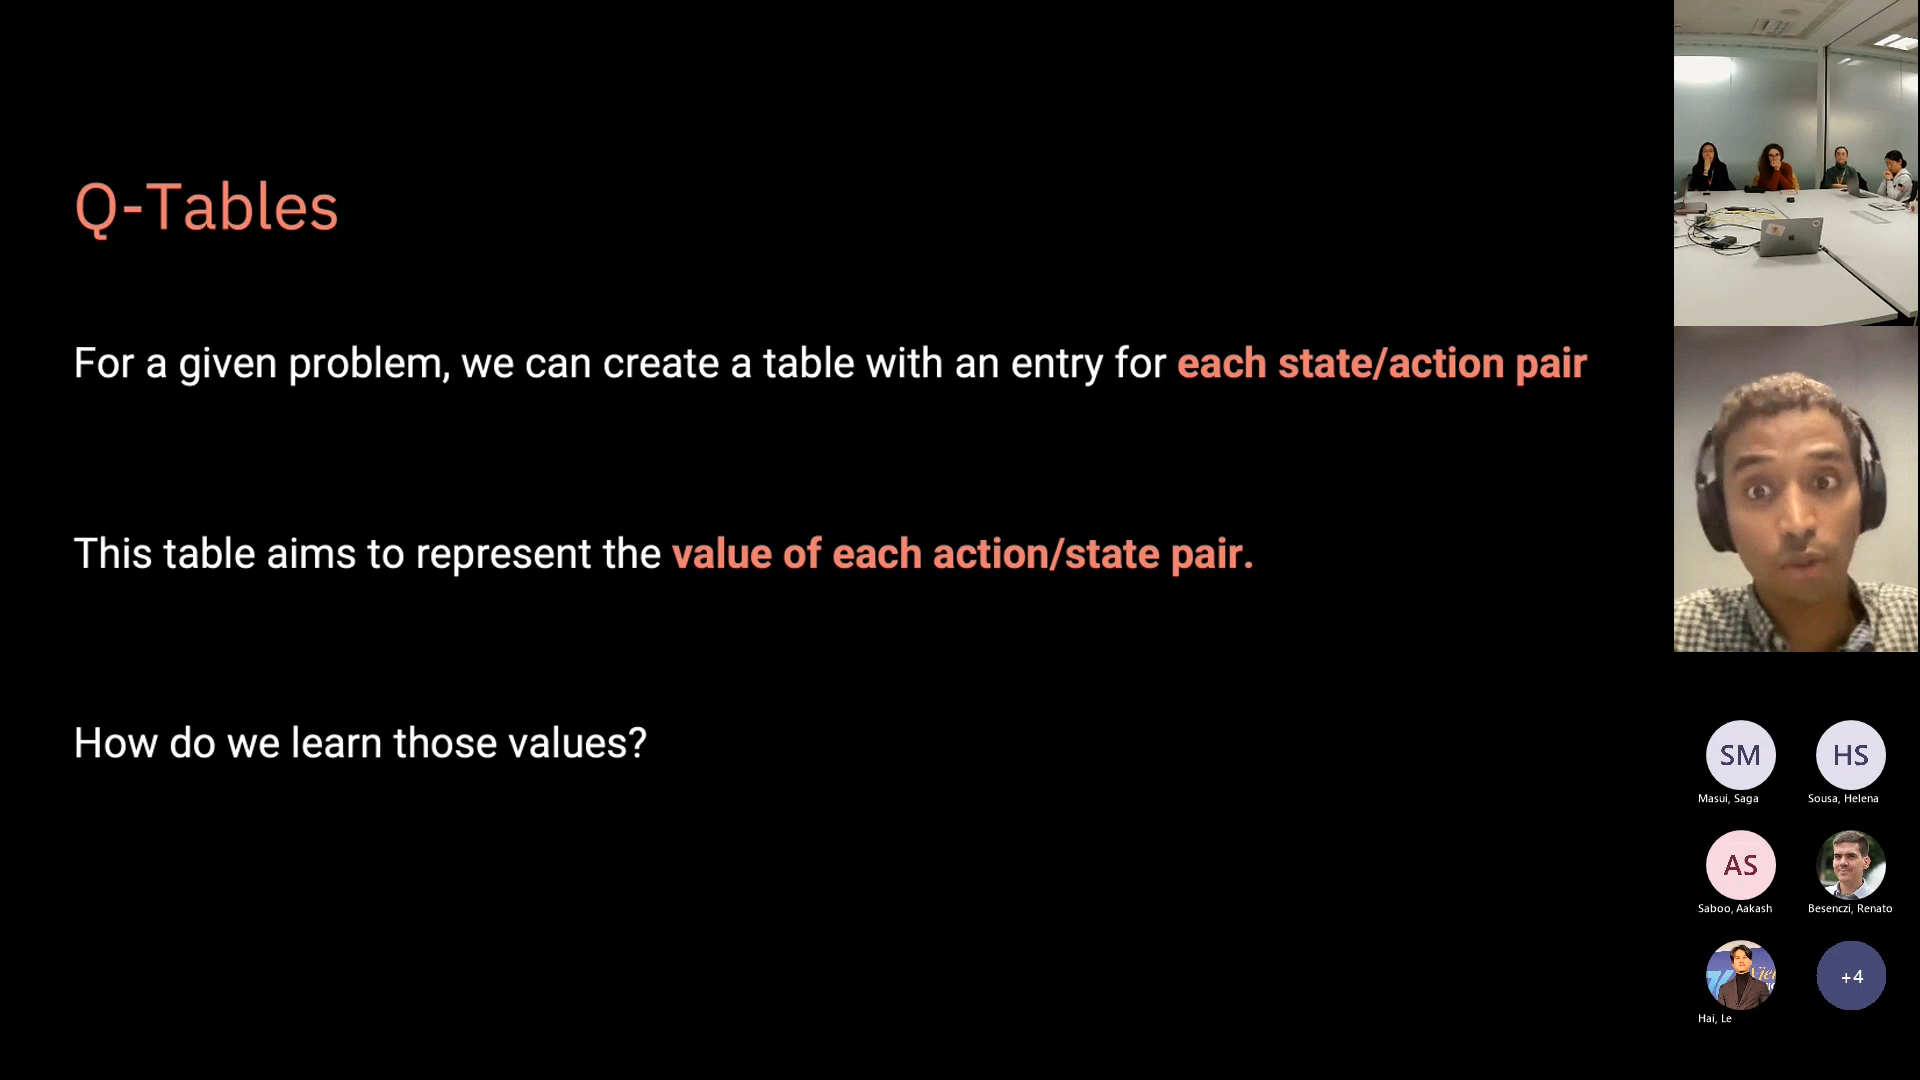 Q-Tables
For a given problem, we can create a table with an entry for each state/action pair
This table aims to represent the value of each action/state pair.
How do we learn those values?
SM
Masui, Saga
HS
Sousa, Helena
AS
Saboo, Aakash
Besenczi, Renato
Hai, Le
+4